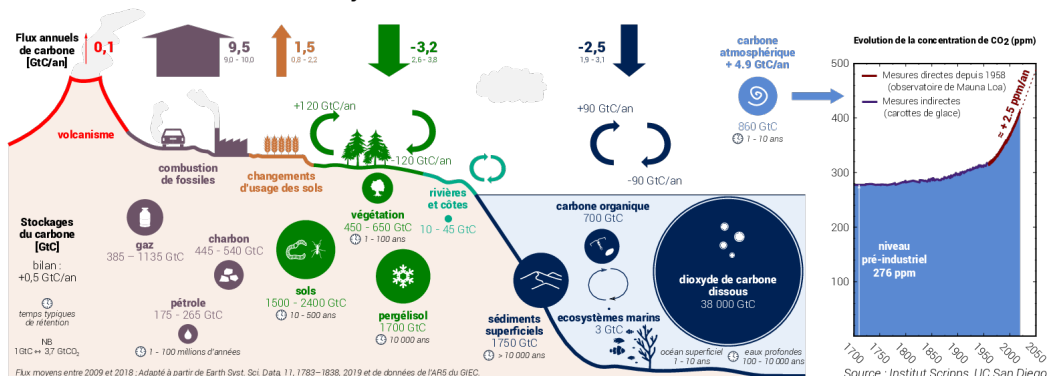 Flux annuels
de carbone
[GtC/an]
0,1
9,5
9,0 - 10,0
1,5
0,8 - 2,2
-3,2
2,6 - 3,8
-2,5
1,9 - 3,1
carbone
atmosphérique
+ 4.9 GtC/an
860 GtC
1 - 10 ans
volcanisme
combustion
de fossiles
changements
d'usage des sols
+120 GtC/an
-120 GtC/an
+90 GtC/an
-90 GtC/an
rivières
et côtes
10 - 45 GtC
Stockages
du carbone
[GtC]
bilan :
+0,5 GtC/an
temps typiques
de rétention
NB
1GtC ↔ 3,7 GtCO2
gaz
385 – 1135 GtC
charbon
445 - 540 GtC
pétrole
175 - 265 GtC
1 - 100 millions d'années
végétation
450 - 650 GtC
1 - 100 ans
sols
1500 - 2400 GtC
10 - 500 ans
pergélisol
1700 GtC
10 000 ans
sédiments
superficiels
1750 GtC
> 10 000 ans
carbone organique
700 GtC
ecosystèmes marins
3 GtC
dioxyde de carbone
dissous
38 000 GtC
océan superficiel
1 - 10 ans
eaux profondes
100 - 10 000 ans
Flux moyens entre 2009 et 2018 : Adapté à partir de Earth Syst. Sci. Data, 11, 1783–1838, 2019 et de données de l'AR5 du GIEC.
Evolution de la concentration de CO2 (ppm)
500
400
300
200
100
Mesures directes depuis 1958
(observatoire de Mauna Loa)
Mesures indirectes
(carottes de glace)
≈ + 2.5 ppm/an
niveau
pré-industriel
276 ppm
1700
1750
1800
1850
1900
1950
2000
2050
Source : Institut Scripps, UC San Diego